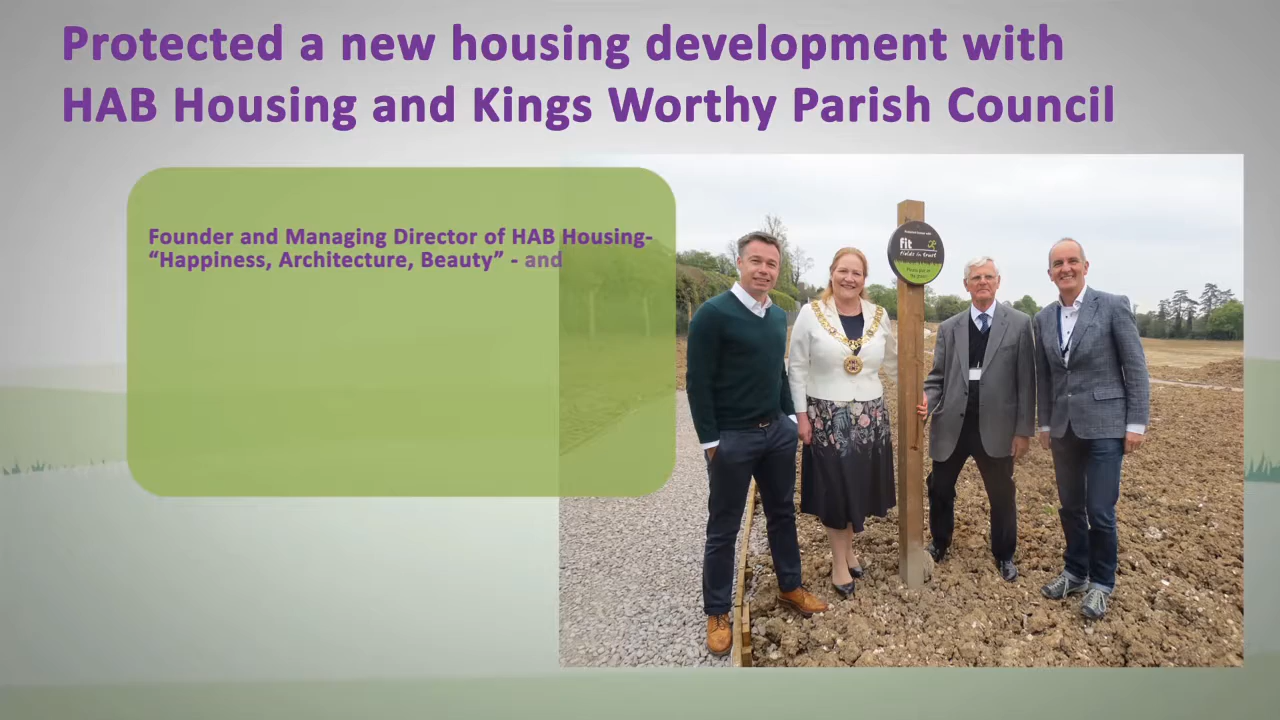 Protected a new housing development with
HAB Housing and Kings Worthy Parish Council
Founder and Managing Director of HAB Housing-
“Happiness, Architecture, Beauty” - and
fit
fields in trust